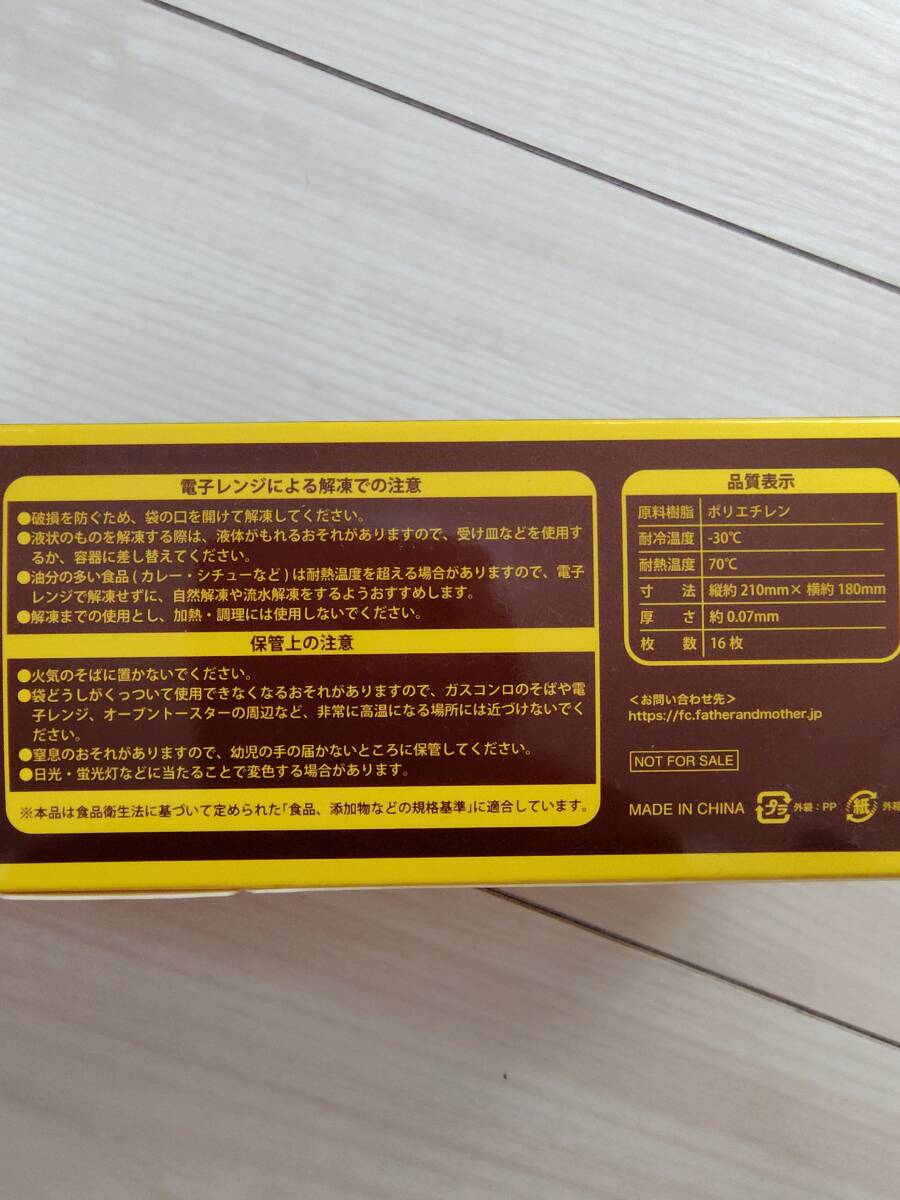 電子レンジによる解凍での注意
●破損を防ぐため、袋の口を開けて解凍してください。
●液状のものを解凍する際は、液体がもれるおそれがありますので、受け皿などを使用す
るか、容器に差し替えてください。
●油分の多い食品(カレー・シチューなど)は耐熱温度を超える場合がありますので、電子
レンジで解凍せずに、自然解凍や流水解凍をするようおすすめします。
●解凍までの使用とし、加熱・調理には使用しないでください。
保管上の注意
●火気のそばに置かないでください。
●袋どうしがくっついて使用できなくなるおそれがありますので、ガスコンロのそばや電
子レンジ、オーブントースターの周辺など、非常に高温になる場所には近づけないでく
ださい。
●窒息のおそれがありますので、幼児の手の届かないところに保管してください。
●日光・蛍光灯などに当たることで変色する場合があります。
※本品は食品衛生法に基づいて定められた「食品、添加物などの規格基準」に適合しています。
品質表示
原料樹脂 ポリエチレン
耐冷温度 -30℃
耐熱温度 70℃
寸法 縦約210mm×横約180mm
厚さ 約0.07mm
枚数 16枚
<お問い合わせ先>
https://fc.fatherandmother.jp
NOT FOR SALE
MADE IN CHINA プラ 外袋:PP 紙 外箱